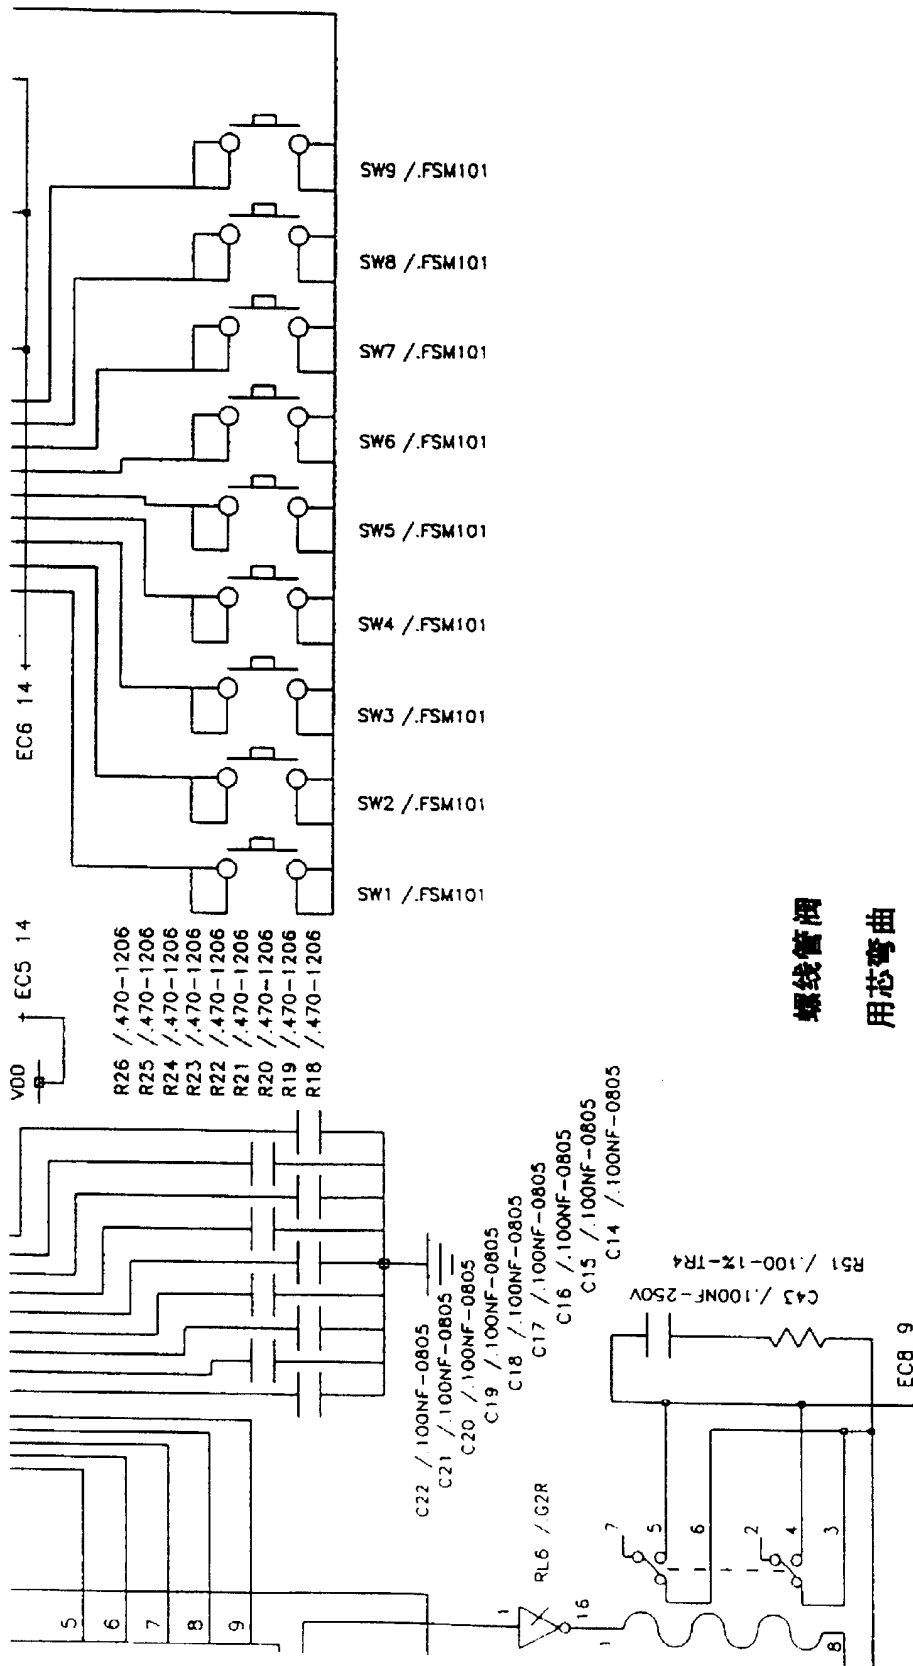 SW9 /.FSM101
SW8 /.FSM101
SW7 /.FSM101
SW6 /.FSM101
SW5 /.FSM101
SW4 /.FSM101
SW3 /.FSM101
SW2 /.FSM101
SW1 /.FSM101
EC6 14
EC5 14
VDD
R26 /.470-1206
R25 /.470-1206
R24 /.470-1206
R23 /.470-1206
R22 /.470-1206
R21 /.470-1206
R20 /.470-1206
R19 /.470-1206
R18 /.470-1206
C22 /.100NF-0805
C21 /.100NF-0805
C20 /.100NF-0805
C19 /.100NF-0805
C18 /.100NF-0805
C17 /.100NF-0805
C16 /.100NF-0805
C15 /.100NF-0805
C14 /.100NF-0805
螺线管阀
用芯弯曲
R51 /.100-1%-TR4
C43 /.100NF-250V
EC8 9
RL6 /.G2R
5
6
7
8
9
1
16
1
8
7
5
6
2
4
3